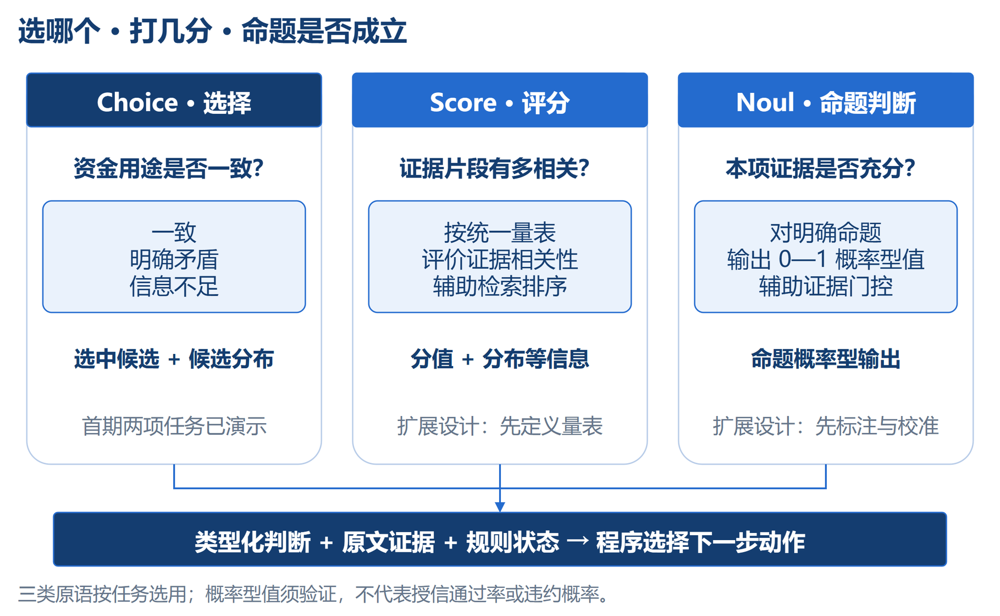 选哪个 · 打几分 · 命题是否成立
Choice · 选择
资金用途是否一致?
一致
明确矛盾
信息不足
选中候选 + 候选分布
首期两项任务已演示
Score · 评分
证据片段有多相关?
按统一量表
评价证据相关性
辅助检索排序
分值 + 分布等信息
扩展设计：先定义量表
Noul · 命题判断
本项证据是否充分?
对明确命题
输出 0—1 概率型值
辅助证据门控
命题概率型输出
扩展设计：先标注与校准
类型化判断 + 原文证据 + 规则状态 → 程序选择下一步动作
三类原语按任务选用；概率型值须验证，不代表授信通过率或违约概率。